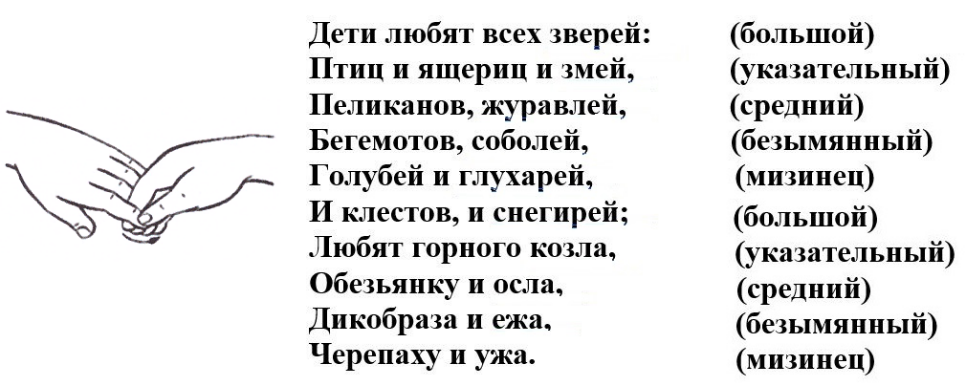 Дети любят всех зверей: (большой)
Птиц и ящериц и змей, (указательный)
Пеликанов, журавлей, (средний)
Бегемотов, соболей, (безымянный)
Голубей и глухарей, (мизинец)
И клестов, и снегирей; (большой)
Любят горного козла, (указательный)
Обезьянку и осла, (средний)
Дикобраза и ежа, (безымянный)
Черепаху и ужа. (мизинец)